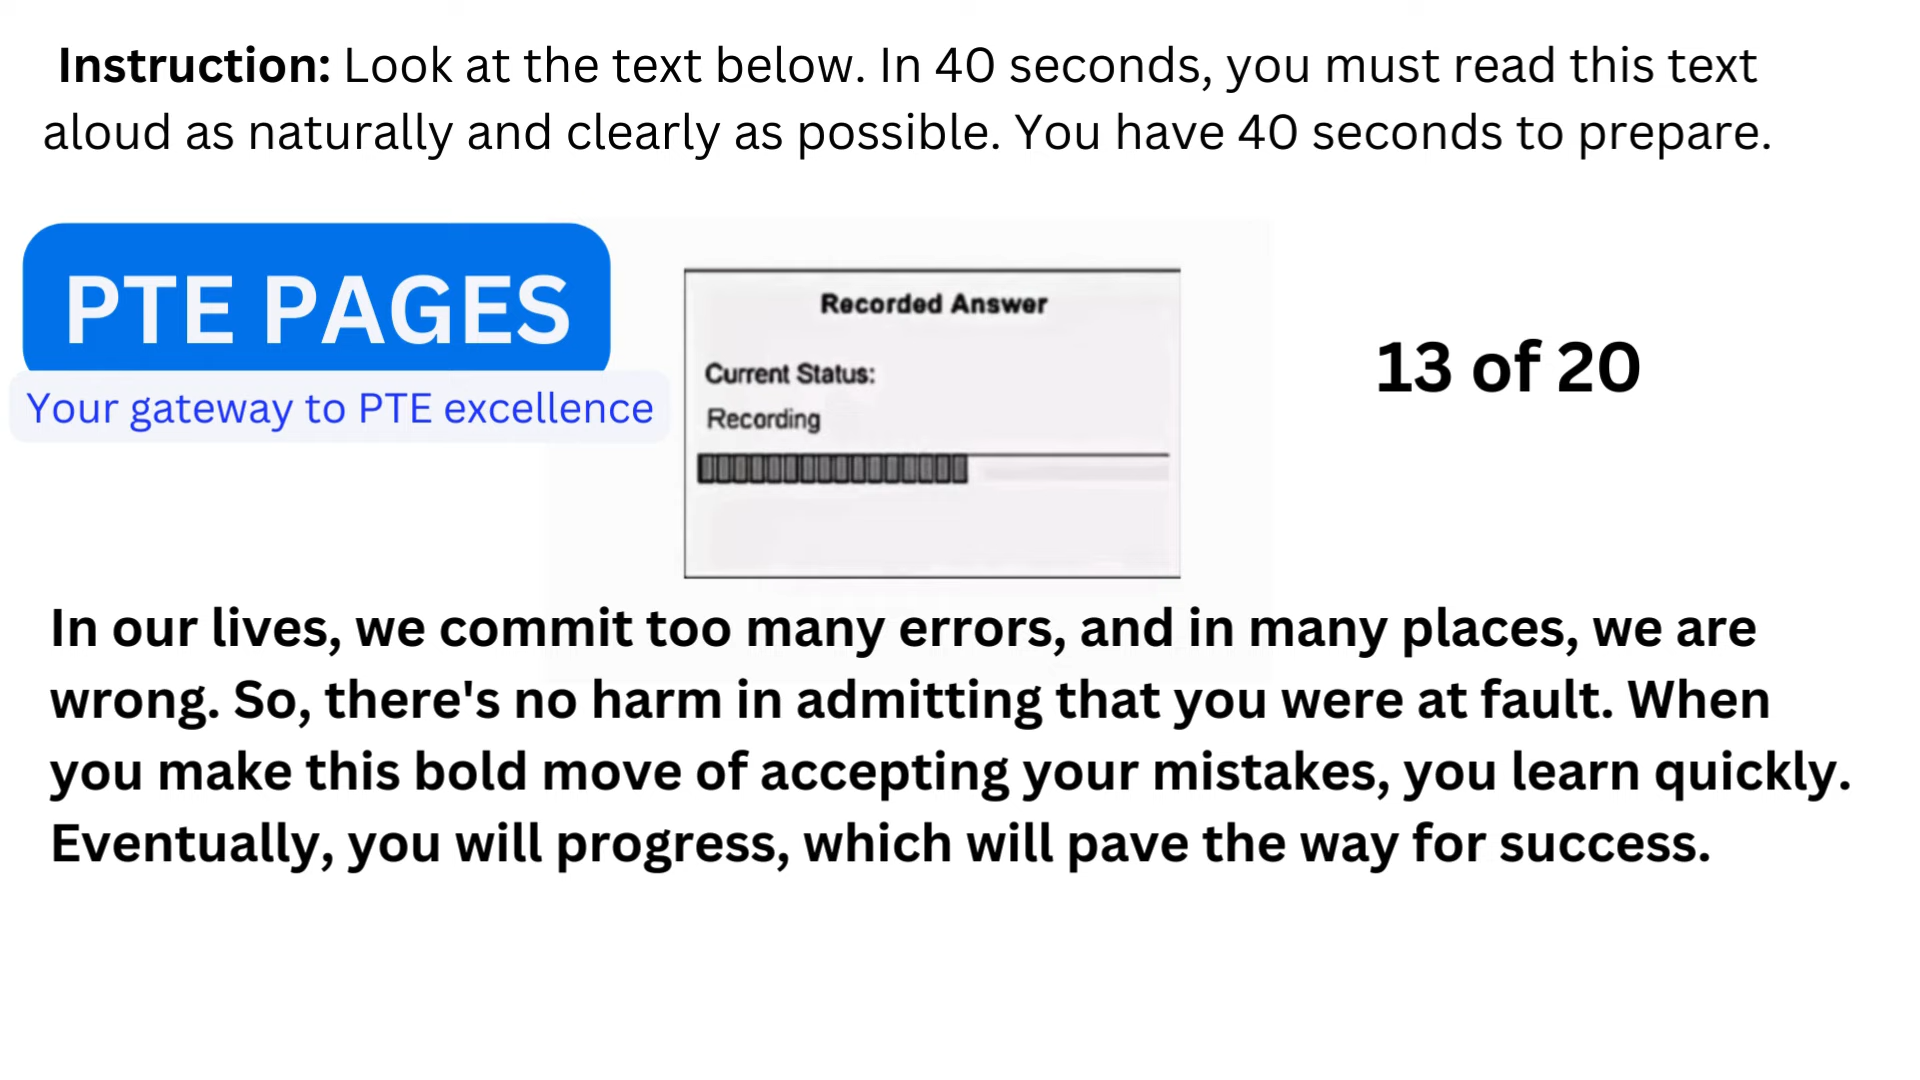 Instruction: Look at the text below. In 40 seconds, you must read this text
aloud as naturally and clearly as possible. You have 40 seconds to prepare.
PTE PAGES
Your gateway to PTE excellence
Recorded Answer
Current Status:
Recording
13 of 20
In our lives, we commit too many errors, and in many places, we are
wrong. So, there's no harm in admitting that you were at fault. When
you make this bold move of accepting your mistakes, you learn quickly.
Eventually, you will progress, which will pave the way for success.